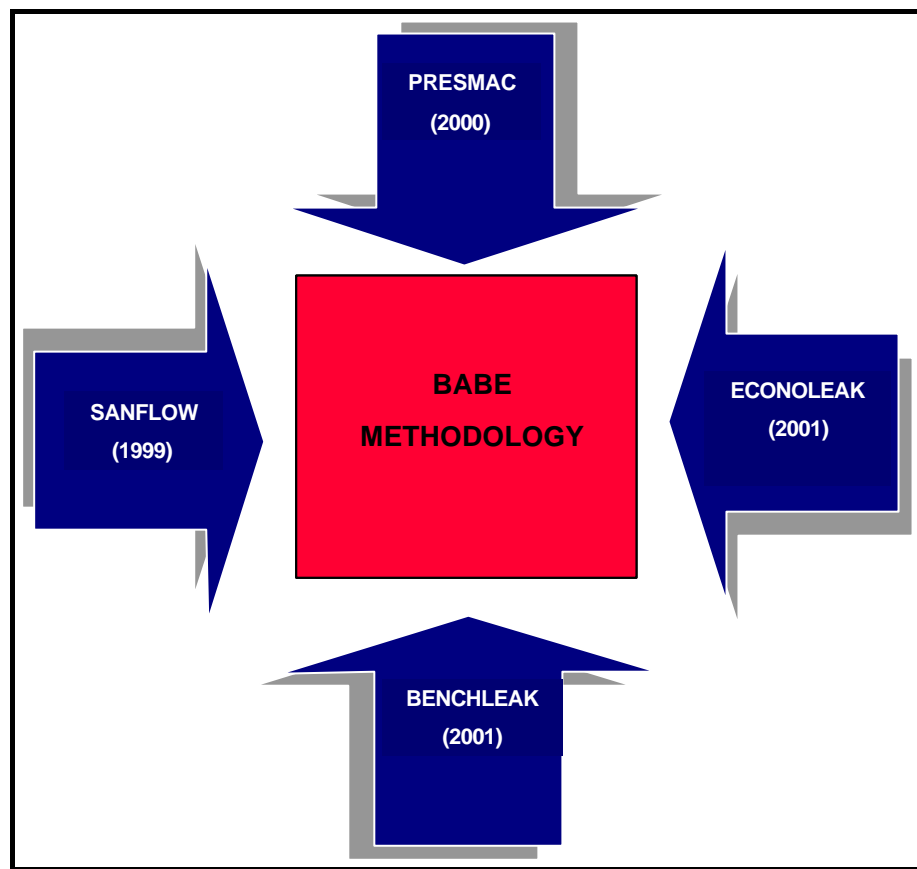 PRESMAC
(2000)
SANFLOW
(1999)
BABE
METHODOLOGY
ECONOLEAK
(2001)
BENCHLEAK
(2001)